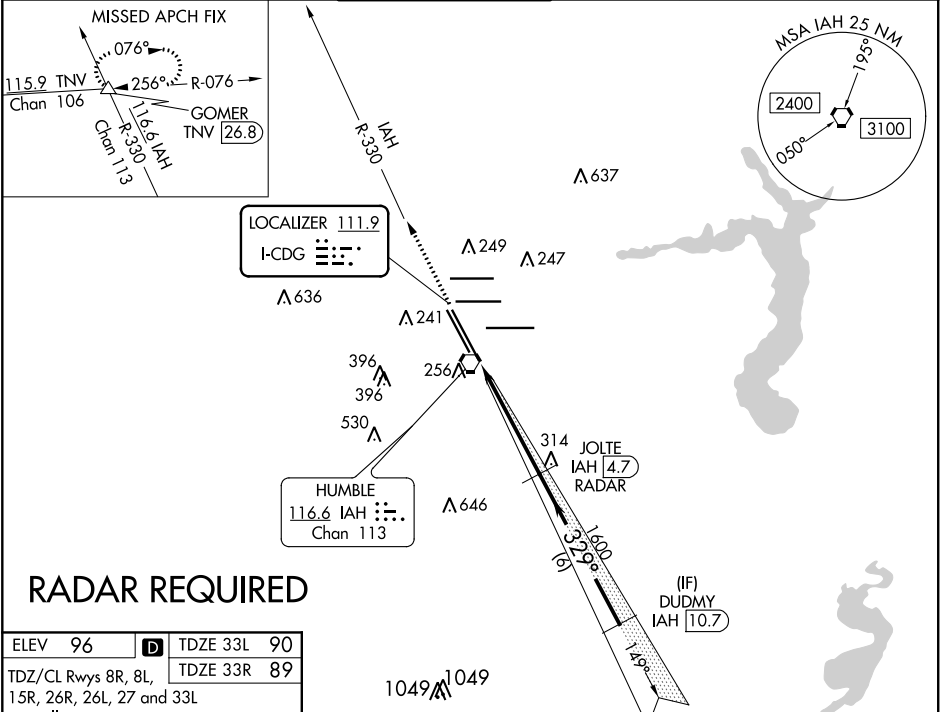 MISSED APCH FIX
076°
115.9 TNV
Chan 106
256°
R-076
GOMER
TNV 26.8
116.6 IAH
R-330
Chan 113
IAH
R-330
MSA IAH 25 NM
195°
2400
3100
050°
637
LOCALIZER 111.9
I-CDG
249
247
636
241
396
256
396
530
314
JOLTE
IAH 4.7
RADAR
HUMBLE
116.6 IAH
Chan 113
646
1600
329°
(6)
(IF)
DUDMY
IAH 10.7
149°
RADAR REQUIRED
ELEV 96 D TDZE 33L 90
TDZE 33R 89
TDZ/CL Rwys 8R, 8L,
15R, 26R, 26L, 27 and 33L
1049 1049